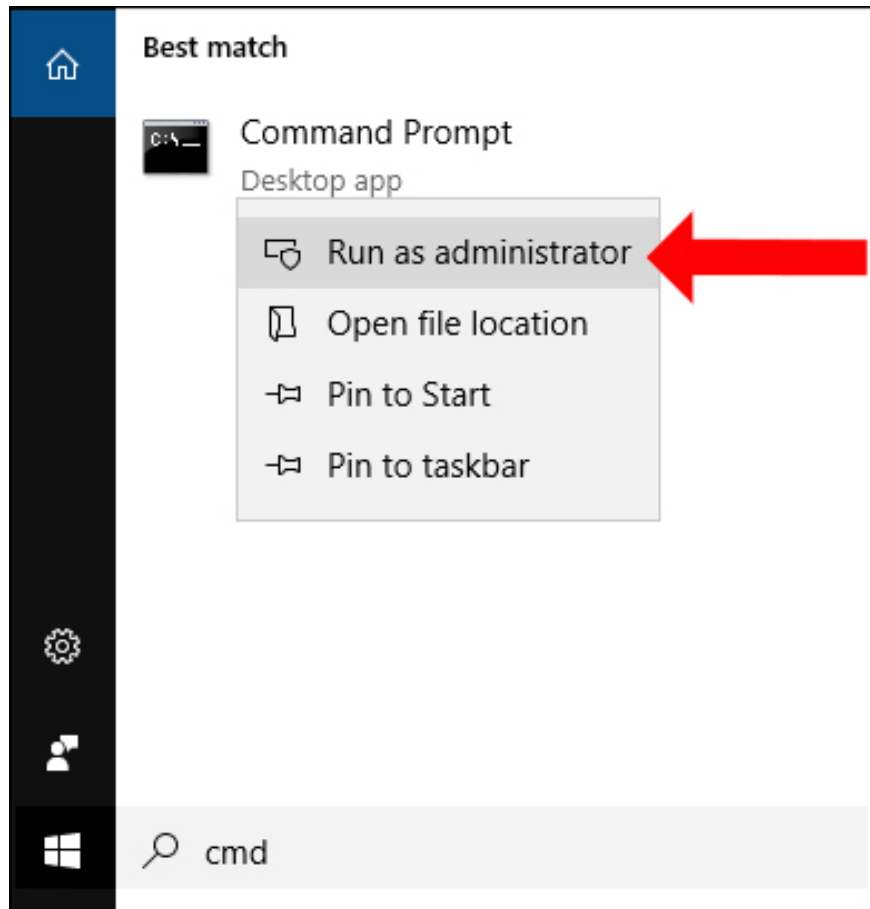 Best match
C:\
Command Prompt
Desktop app
Run as administrator
Open file location
Pin to Start
Pin to taskbar
cmd